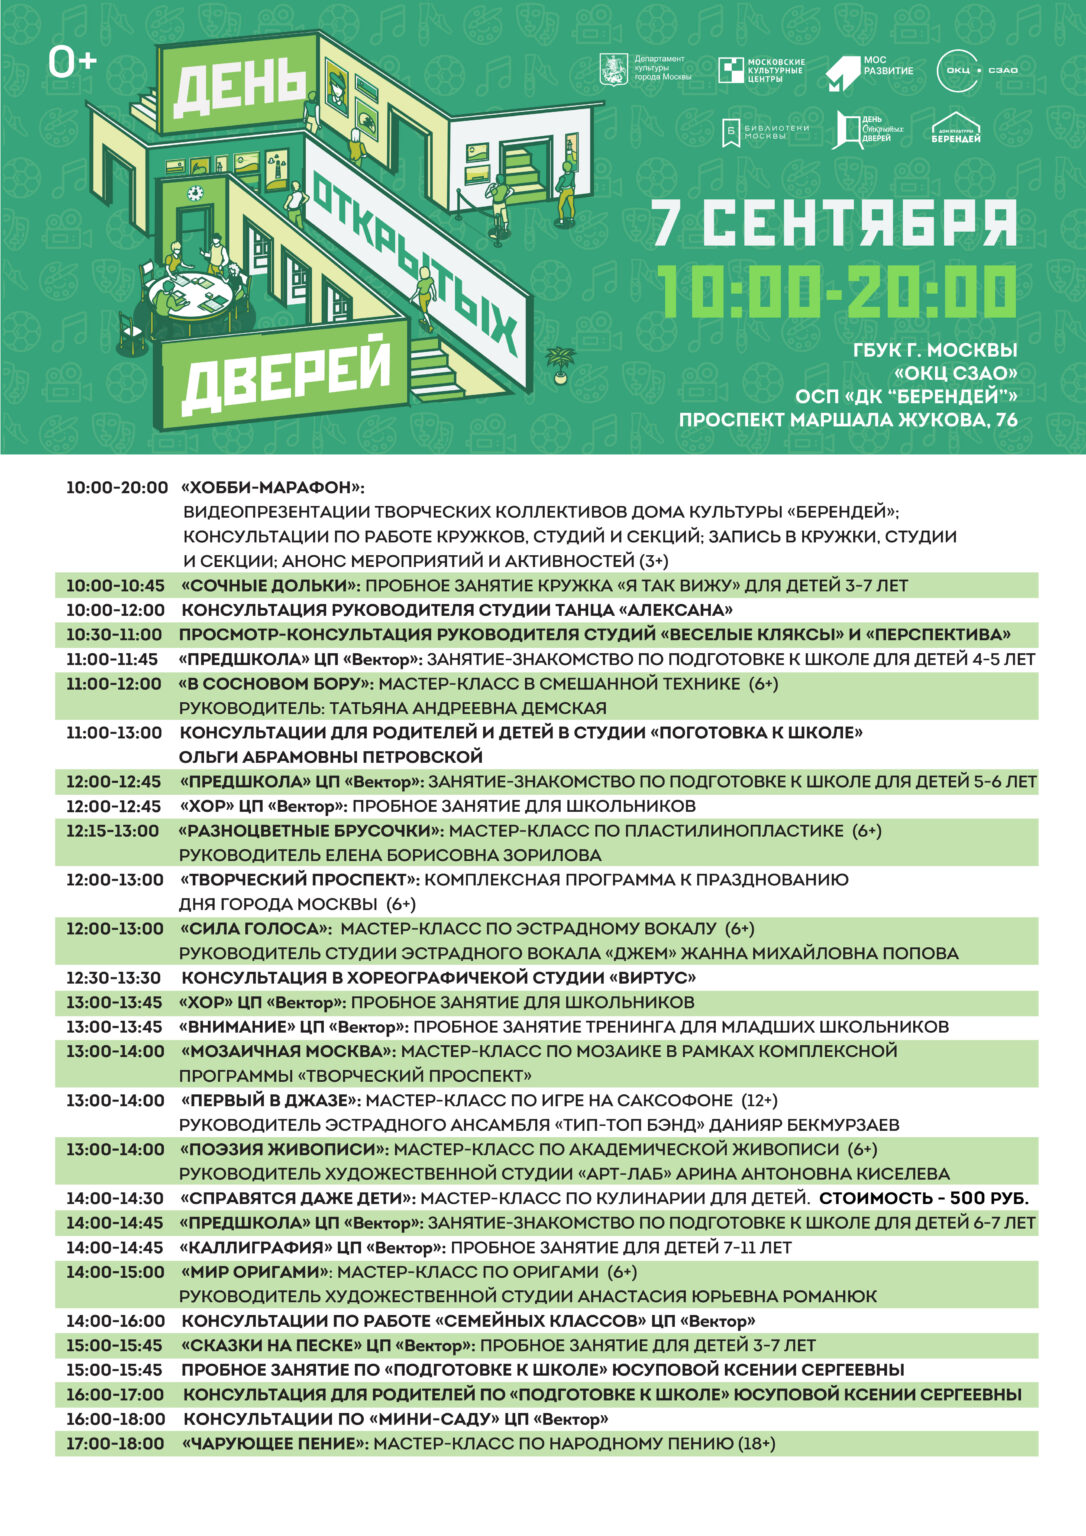 0+
ДЕНЬ
ОТКРЫТЫХ
ДВЕРЕЙ
Департамент
культуры
города Москвы
МОСКОВСКИЕ
КУЛЬТУРНЫЕ
ЦЕНТРЫ
МОС
РАЗВИТИЕ
ОКЦ • СЗАО
БИБЛИОТЕКИ
МОСКВЫ
ДЕНЬ
Открытых
ДВЕРЕЙ
ДОМ КУЛЬТУРЫ
БЕРЕНДЕЙ
7 СЕНТЯБРЯ
10:00-20:00
ГБУК Г. МОСКВЫ
«ОКЦ СЗАО»
ОСП «ДК “БЕРЕНДЕЙ”»
ПРОСПЕКТ МАРШАЛА ЖУКОВА, 76
10:00-20:00 «ХОББИ-МАРАФОН»:
ВИДЕОПРЕЗЕНТАЦИИ ТВОРЧЕСКИХ КОЛЛЕКТИВОВ ДОМА КУЛЬТУРЫ «БЕРЕНДЕЙ»;
КОНСУЛЬТАЦИИ ПО РАБОТЕ КРУЖКОВ, СТУДИЙ И СЕКЦИЙ; ЗАПИСЬ В КРУЖКИ, СТУДИИ
И СЕКЦИИ; АНОНС МЕРОПРИЯТИЙ И АКТИВНОСТЕЙ (3+)
10:00-10:45 «СОЧНЫЕ ДОЛЬКИ»: ПРОБНОЕ ЗАНЯТИЕ КРУЖКА «Я ТАК ВИЖУ» ДЛЯ ДЕТЕЙ 3-7 ЛЕТ
10:00-12:00 КОНСУЛЬТАЦИЯ РУКОВОДИТЕЛЯ СТУДИИ ТАНЦА «АЛЕКСАНА»
10:30-11:00 ПРОСМОТР-КОНСУЛЬТАЦИЯ РУКОВОДИТЕЛЯ СТУДИЙ «ВЕСЕЛЫЕ КЛЯКСЫ» И «ПЕРСПЕКТИВА»
11:00-11:45 «ПРЕДШКОЛА» ЦП «Вектор»: ЗАНЯТИЕ-ЗНАКОМСТВО ПО ПОДГОТОВКЕ К ШКОЛЕ ДЛЯ ДЕТЕЙ 4-5 ЛЕТ
11:00-12:00 «В СОСНОВОМ БОРУ»: МАСТЕР-КЛАСС В СМЕШАННОЙ ТЕХНИКЕ (6+)
РУКОВОДИТЕЛЬ: ТАТЬЯНА АНДРЕЕВНА ДЕМСКАЯ
11:00-13:00 КОНСУЛЬТАЦИИ ДЛЯ РОДИТЕЛЕЙ И ДЕТЕЙ В СТУДИИ «ПОГОТОВКА К ШКОЛЕ»
ОЛЬГИ АБРАМОВНЫ ПЕТРОВСКОЙ
12:00-12:45 «ПРЕДШКОЛА» ЦП «Вектор»: ЗАНЯТИЕ-ЗНАКОМСТВО ПО ПОДГОТОВКЕ К ШКОЛЕ ДЛЯ ДЕТЕЙ 5-6 ЛЕТ
12:00-12:45 «ХОР» ЦП «Вектор»: ПРОБНОЕ ЗАНЯТИЕ ДЛЯ ШКОЛЬНИКОВ
12:15-13:00 «РАЗНОЦВЕТНЫЕ БРУСОЧКИ»: МАСТЕР-КЛАСС ПО ПЛАСТИЛИНОПЛАСТИКЕ (6+)
РУКОВОДИТЕЛЬ ЕЛЕНА БОРИСОВНА ЗОРИЛОВА
12:00-13:00 «ТВОРЧЕСКИЙ ПРОСПЕКТ»: КОМПЛЕКСНАЯ ПРОГРАММА К ПРАЗДНОВАНИЮ
ДНЯ ГОРОДА МОСКВЫ (6+)
12:00-13:00 «СИЛА ГОЛОСА»: МАСТЕР-КЛАСС ПО ЭСТРАДНОМУ ВОКАЛУ (6+)
РУКОВОДИТЕЛЬ СТУДИИ ЭСТРАДНОГО ВОКАЛА «ДЖЕМ» ЖАННА МИХАЙЛОВНА ПОПОВА
12:30-13:30 КОНСУЛЬТАЦИЯ В ХОРЕОГРАФИЧЕКОЙ СТУДИИ «ВИРТУС»
13:00-13:45 «ХОР» ЦП «Вектор»: ПРОБНОЕ ЗАНЯТИЕ ДЛЯ ШКОЛЬНИКОВ
13:00-13:45 «ВНИМАНИЕ» ЦП «Вектор»: ПРОБНОЕ ЗАНЯТИЕ ТРЕНИНГА ДЛЯ МЛАДШИХ ШКОЛЬНИКОВ
13:00-14:00 «МОЗАИЧНАЯ МОСКВА»: МАСТЕР-КЛАСС ПО МОЗАИКЕ В РАМКАХ КОМПЛЕКСНОЙ
ПРОГРАММЫ «ТВОРЧЕСКИЙ ПРОСПЕКТ»
13:00-14:00 «ПЕРВЫЙ В ДЖАЗЕ»: МАСТЕР-КЛАСС ПО ИГРЕ НА САКСОФОНЕ (12+)
РУКОВОДИТЕЛЬ ЭСТРАДНОГО АНСАМБЛЯ «ТИП-ТОП БЭНД» ДАНИЯР БЕКМУРЗАЕВ
13:00-14:00 «ПОЭЗИЯ ЖИВОПИСИ»: МАСТЕР-КЛАСС ПО АКАДЕМИЧЕСКОЙ ЖИВОПИСИ (6+)
РУКОВОДИТЕЛЬ ХУДОЖЕСТВЕННОЙ СТУДИИ «АРТ-ЛАБ» АРИНА АНТОНОВНА КИСЕЛЕВА
14:00-14:30 «СПРАВЯТСЯ ДАЖЕ ДЕТИ»: МАСТЕР-КЛАСС ПО КУЛИНАРИИ ДЛЯ ДЕТЕЙ. СТОИМОСТЬ - 500 РУБ.
14:00-14:45 «ПРЕДШКОЛА» ЦП «Вектор»: ЗАНЯТИЕ-ЗНАКОМСТВО ПО ПОДГОТОВКЕ К ШКОЛЕ ДЛЯ ДЕТЕЙ 6-7 ЛЕТ
14:00-14:45 «КАЛЛИГРАФИЯ» ЦП «Вектор»: ПРОБНОЕ ЗАНЯТИЕ ДЛЯ ДЕТЕЙ 7-11 ЛЕТ
14:00-15:00 «МИР ОРИГАМИ»: МАСТЕР-КЛАСС ПО ОРИГАМИ (6+)
РУКОВОДИТЕЛЬ ХУДОЖЕСТВЕННОЙ СТУДИИ АНАСТАСИЯ ЮРЬЕВНА РОМАНЮК
14:00-16:00 КОНСУЛЬТАЦИИ ПО РАБОТЕ «СЕМЕЙНЫХ КЛАССОВ» ЦП «Вектор»
15:00-15:45 «СКАЗКИ НА ПЕСКЕ» ЦП «Вектор»: ПРОБНОЕ ЗАНЯТИЕ ДЛЯ ДЕТЕЙ 3-7 ЛЕТ
15:00-15:45 ПРОБНОЕ ЗАНЯТИЕ ПО «ПОДГОТОВКЕ К ШКОЛЕ» ЮСУПОВОЙ КСЕНИИ СЕРГЕЕВНЫ
16:00-17:00 КОНСУЛЬТАЦИЯ ДЛЯ РОДИТЕЛЕЙ ПО «ПОДГОТОВКЕ К ШКОЛЕ» ЮСУПОВОЙ КСЕНИИ СЕРГЕЕВНЫ
16:00-18:00 КОНСУЛЬТАЦИИ ПО «МИНИ-САДУ» ЦП «Вектор»
17:00-18:00 «ЧАРУЮЩЕЕ ПЕНИЕ»: МАСТЕР-КЛАСС ПО НАРОДНОМУ ПЕНИЮ (18+)